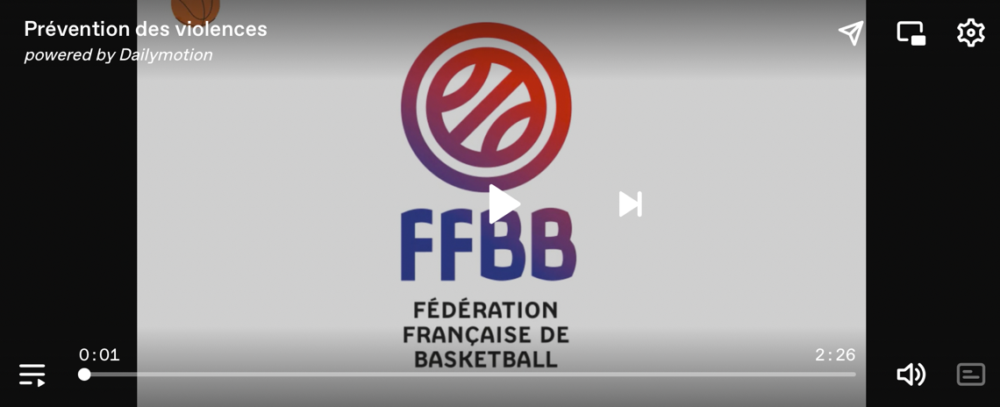 Prévention des violences
powered by Dailymotion
FFBB
FÉDÉRATION
FRANÇAISE DE
BASKETBALL
0:01
2:26